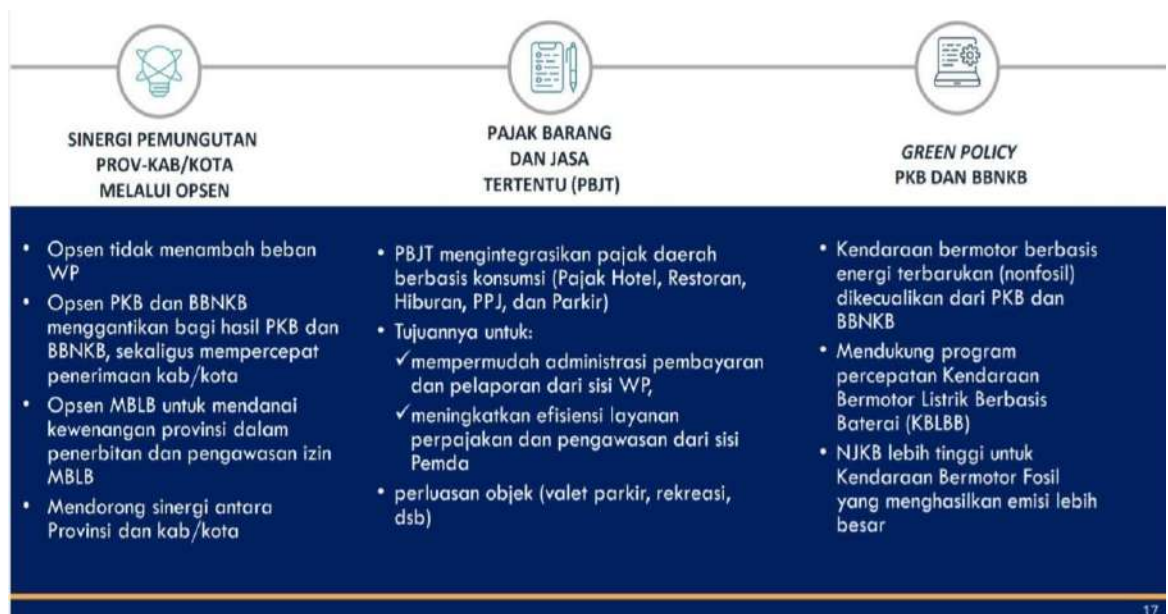 SINERGI PEMUNGUTAN
PROV-KAB/KOTA
MELALUI OPSEN
• Opsen tidak menambah beban
WP
• Opsen PKB dan BBNKB
menggantikan bagi hasil PKB dan
BBNKB, sekaligus mempercepat
penerimaan kab/kota
• Opsen MBLB untuk mendanai
kewenangan provinsi dalam
penerbitan dan pengawasan izin
MBLB
• Mendorong sinergi antara
Provinsi dan kab/kota
PAJAK BARANG
DAN JASA
TERTENTU (PBJT)
• PBJT mengintegrasikan pajak daerah
berbasis konsumsi (Pajak Hotel, Restoran,
Hiburan, PPJ, dan Parkir)
• Tujuannya untuk:
✓mempermudah administrasi pembayaran
dan pelaporan dari sisi WP,
✓meningkatkan efisiensi layanan
perpajakan dan pengawasan dari sisi
Pemda
• perluasan objek (valet parkir, rekreasi,
dsb)
GREEN POLICY
PKB DAN BBNKB
• Kendaraan bermotor berbasis
energi terbarukan (nonfosil)
dikecualikan dari PKB dan
BBNKB
• Mendukung program
percepatan Kendaraan
Bermotor Listrik Berbasis
Baterai (KBLBB)
• NJKB lebih tinggi untuk
Kendaraan Bermotor Fosil
yang menghasilkan emisi lebih
besar
17